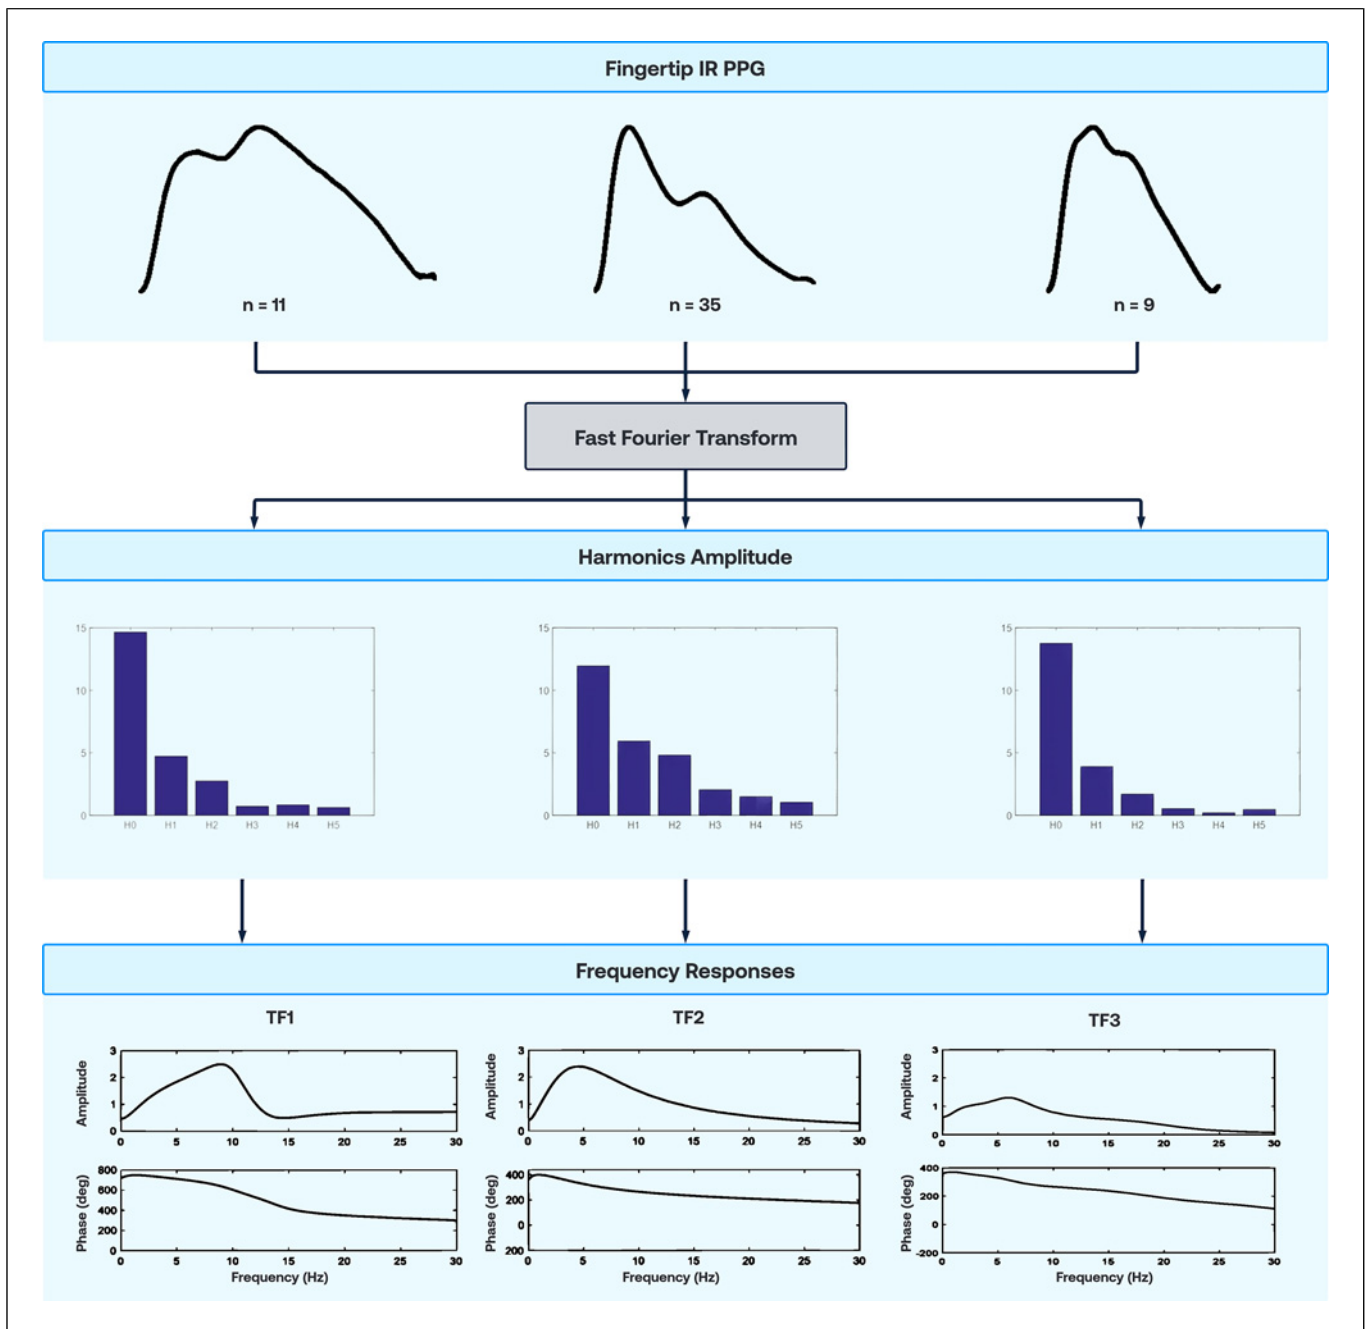 Fingertip IR PPG
n = 11
n = 35
n = 9
Fast Fourier Transform
Harmonics Amplitude
15
10
5
0
H0 H1 H2 H3 H4 H5
15
10
5
0
H0 H1 H2 H3 H4 H5
15
10
5
0
H0 H1 H2 H3 H4 H5
Frequency Responses
TF1
Amplitude
3
2
1
0
0 5 10 15 20 25 30
Phase (deg)
800
600
400
200
0
0 5 10 15 20 25 30
Frequency (Hz)
TF2
Amplitude
3
2
1
0
0 5 10 15 20 25 30
Phase (deg)
400
200
0
200
0 5 10 15 20 25 30
Frequency (Hz)
TF3
Amplitude
3
2
1
0
0 5 10 15 20 25 30
Phase (deg)
400
200
0
-200
0 5 10 15 20 25 30
Frequency (Hz)